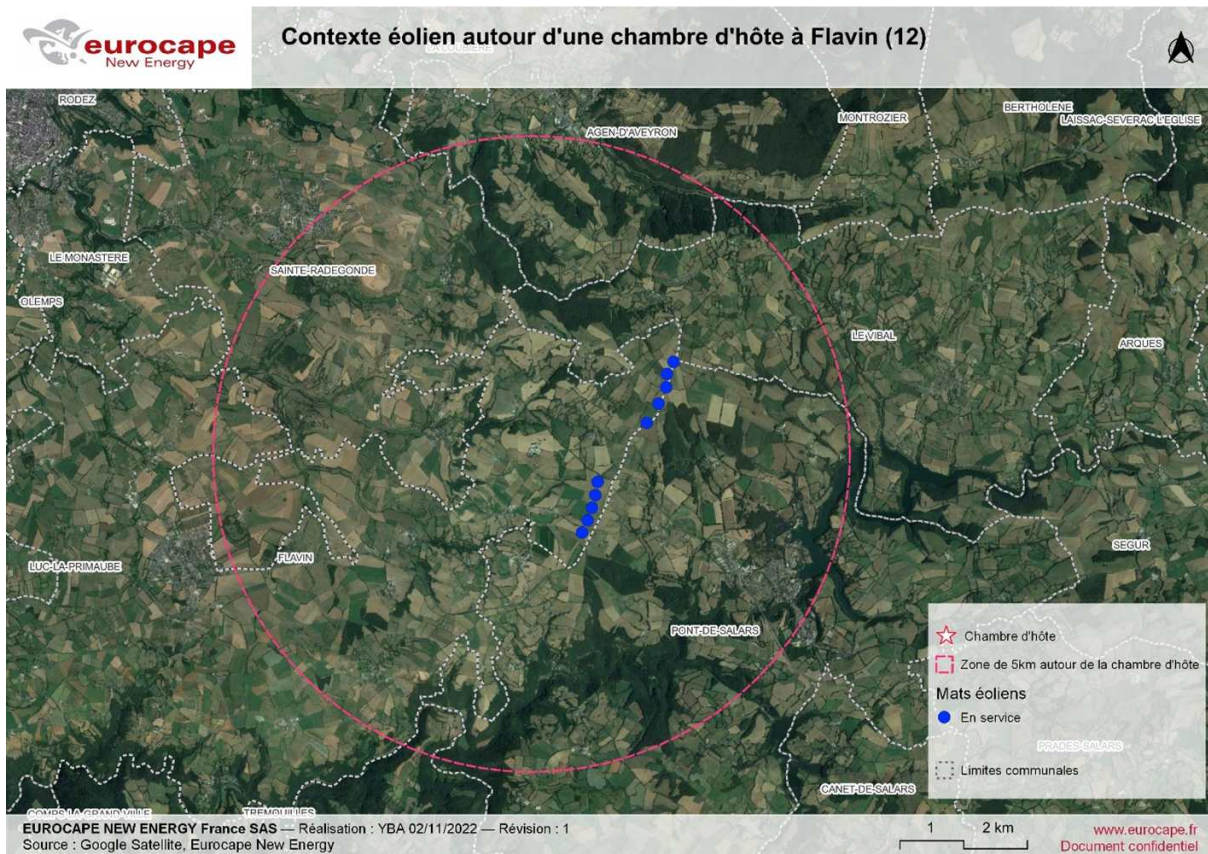 eurocape
New Energy
Contexte éolien autour d'une chambre d'hôte à Flavin (12)
RODEZ
AGEN-D'AVEYRON
MONTROZIER
BERTHOLENE
LAISSAC-SEVERAC L'EGLISE
LE MONASTERE
SAINTE-RADEGONDE
OLEMPS
LE VIBAL
ARQUES
LUC-LA-PRIMAUBE
FLAVIN
SEGUR
PONT-DE-SALARS
Chambre d'hôte
Zone de 5km autour de la chambre d'hôte
Mats éoliens
En service
PRADES-SALARS
Limites communales
CANET-DE-SALARS
COMPS-LA-GRAND-VILLE
TREMOUILLES
EUROCAPE NEW ENERGY France SAS — Réalisation : YBA 02/11/2022 — Révision : 1
Source : Google Satellite, Eurocape New Energy
1 2 km
www.eurocape.fr
Document confidentiel